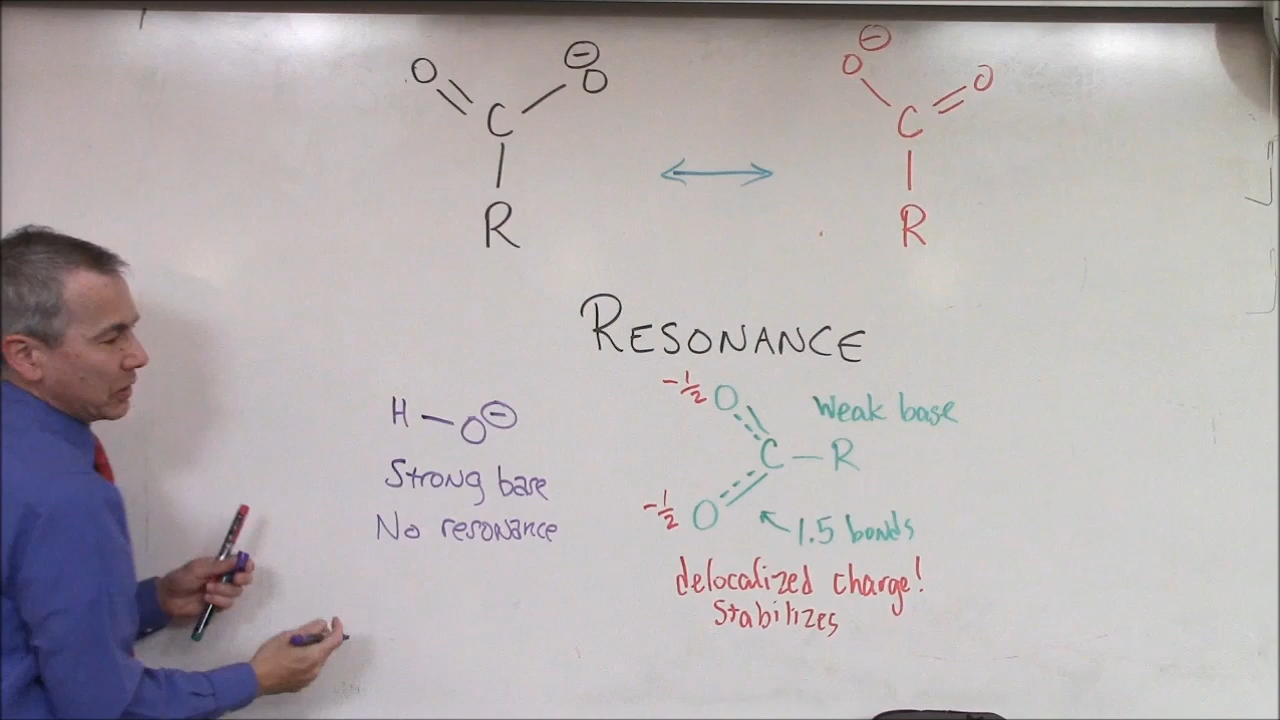 O C O ⊖
R
⊖ O C O
R
RESONANCE
H — O ⊖
Strong base
No resonance
-1/2 O
Weak base
C — R
-1/2 O
1.5 bonds
delocalized charge!
Stabilizes